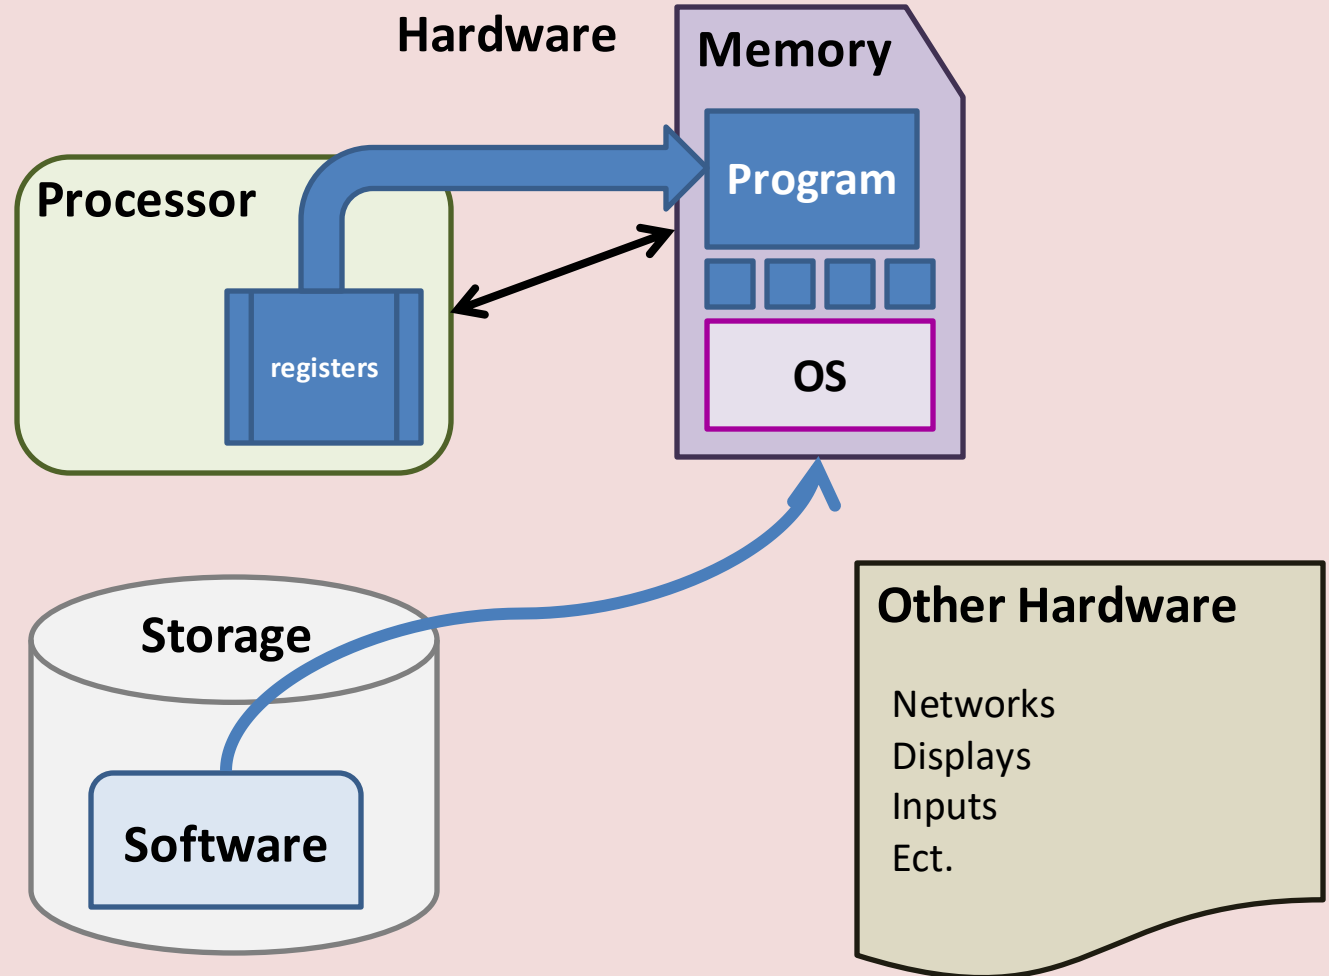 Hardware
Memory
Program
Processor
registers
OS
Storage
Software
Other Hardware
Networks
Displays
Inputs
Ect.